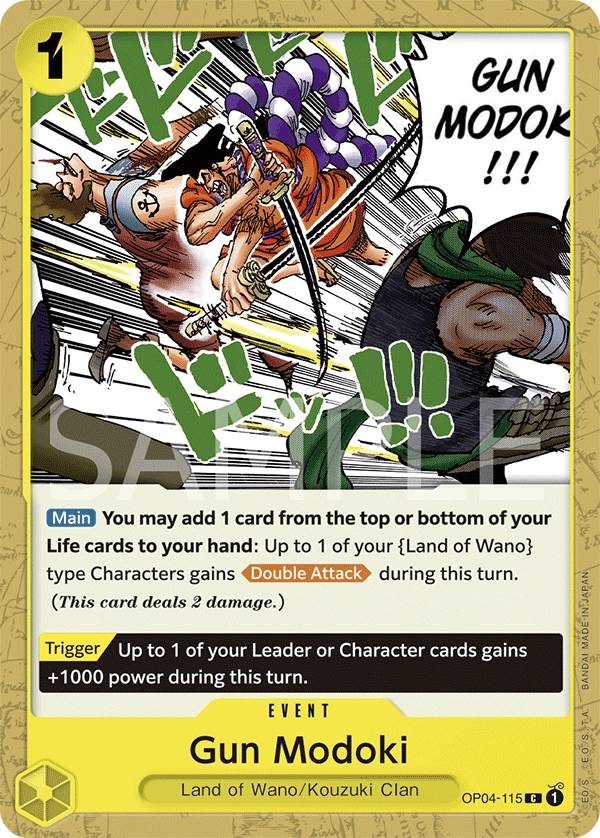 1
GUN
MODOK
!!!
ドドド
ドッ!!!
SAMPLE
Main You may add 1 card from the top or bottom of your
Life cards to your hand: Up to 1 of your {Land of Wano}
type Characters gains Double Attack during this turn.
(This card deals 2 damage.)
Trigger Up to 1 of your Leader or Character cards gains
+1000 power during this turn.
EVENT
Gun Modoki
Land of Wano/Kouzuki Clan
OP04-115 C 1
©E.O./S. ©E.O./S.,T.A. BANDAI MADE IN JAPAN